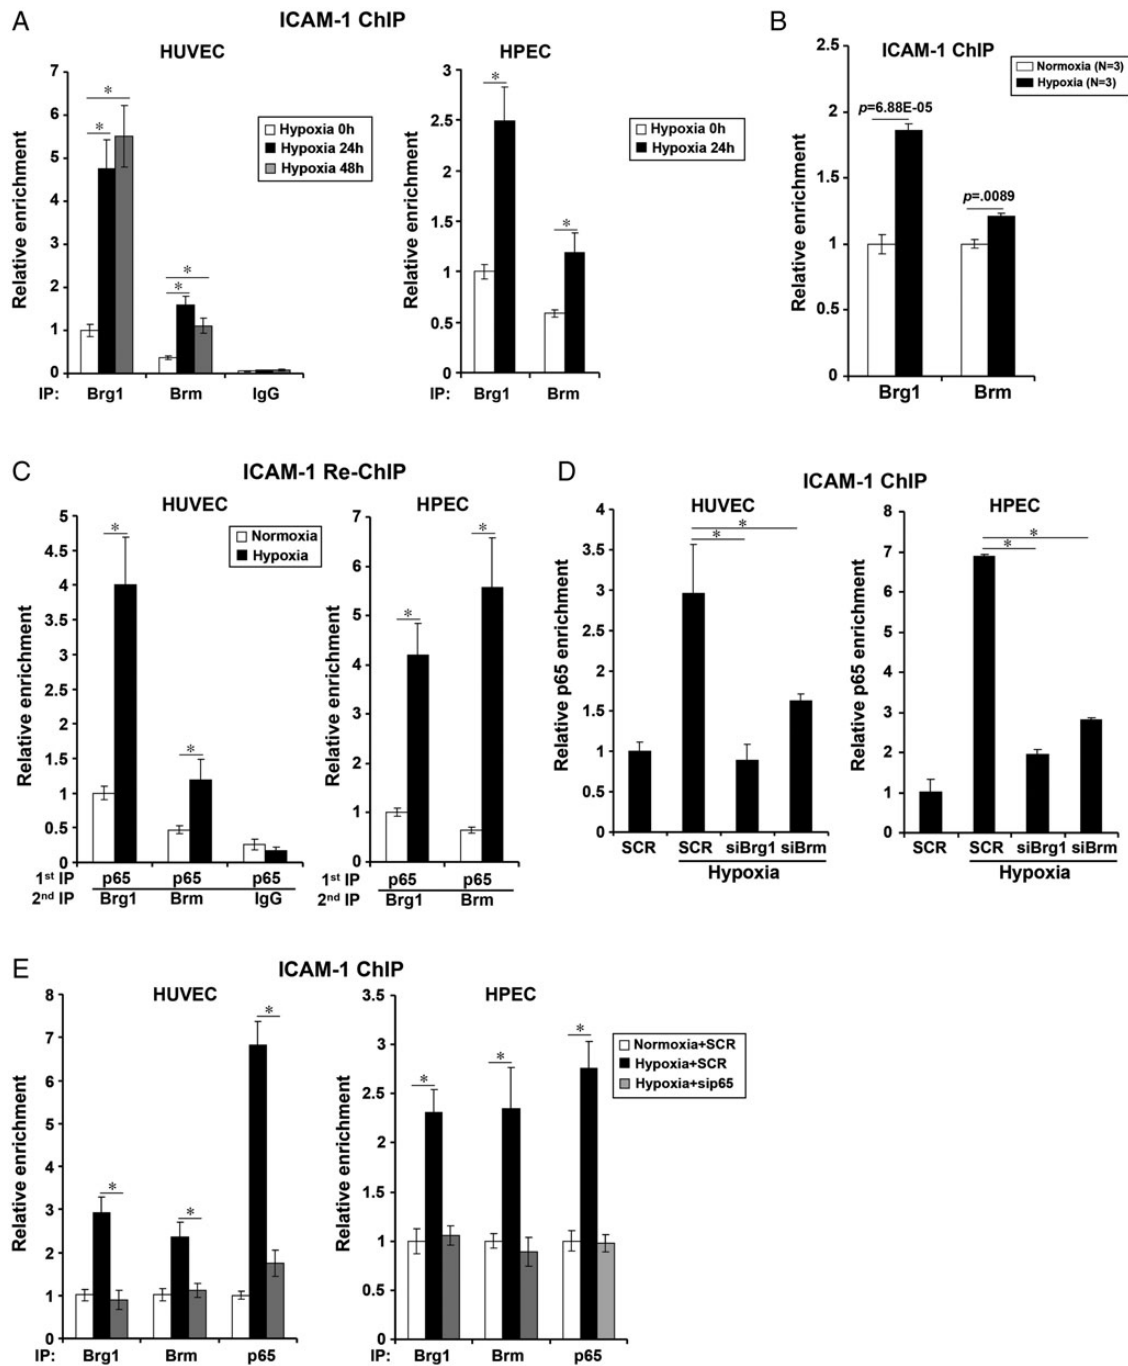 A
ICAM-1 ChIP
HUVEC
Relative enrichment
7
6
5
4
3
2
1
0
* * * *
Hypoxia 0h
Hypoxia 24h
Hypoxia 48h
IP: Brg1 Brm IgG
HPEC
Relative enrichment
3
2.5
2
1.5
1
0.5
0
* *
Hypoxia 0h
Hypoxia 24h
IP: Brg1 Brm
B
ICAM-1 ChIP
Relative enrichment
2.5
2
1.5
1
0.5
0
Normoxia (N=3)
Hypoxia (N=3)
p=6.88E-05
p=.0089
Brg1 Brm
C
ICAM-1 Re-ChIP
HUVEC
Relative enrichment
5
4.5
4
3.5
3
2.5
2
1.5
1
0.5
0
* *
Normoxia
Hypoxia
1st IP p65 p65 p65
2nd IP Brg1 Brm IgG
HPEC
Relative enrichment
8
7
6
5
4
2
1
0
* *
1st IP p65 p65
2nd IP Brg1 Brm
D
ICAM-1 ChIP
HUVEC
Relative p65 enrichment
4
3.5
3
2.5
2
1.5
1
0.5
0
* *
SCR SCR siBrg1 siBrm
Hypoxia
HPEC
Relative p65 enrichment
8
7
6
5
4
3
2
1
0
* *
SCR SCR siBrg1 siBrm
Hypoxia
E
ICAM-1 ChIP
HUVEC
Relative enrichment
8
7
6
5
4
3
2
1
0
* * *
IP: Brg1 Brm p65
HPEC
Relative enrichment
3.5
3
2.5
2
1.5
1
0.5
0
* * *
Normoxia+SCR
Hypoxia+SCR
Hypoxia+sip65
IP: Brg1 Brm p65